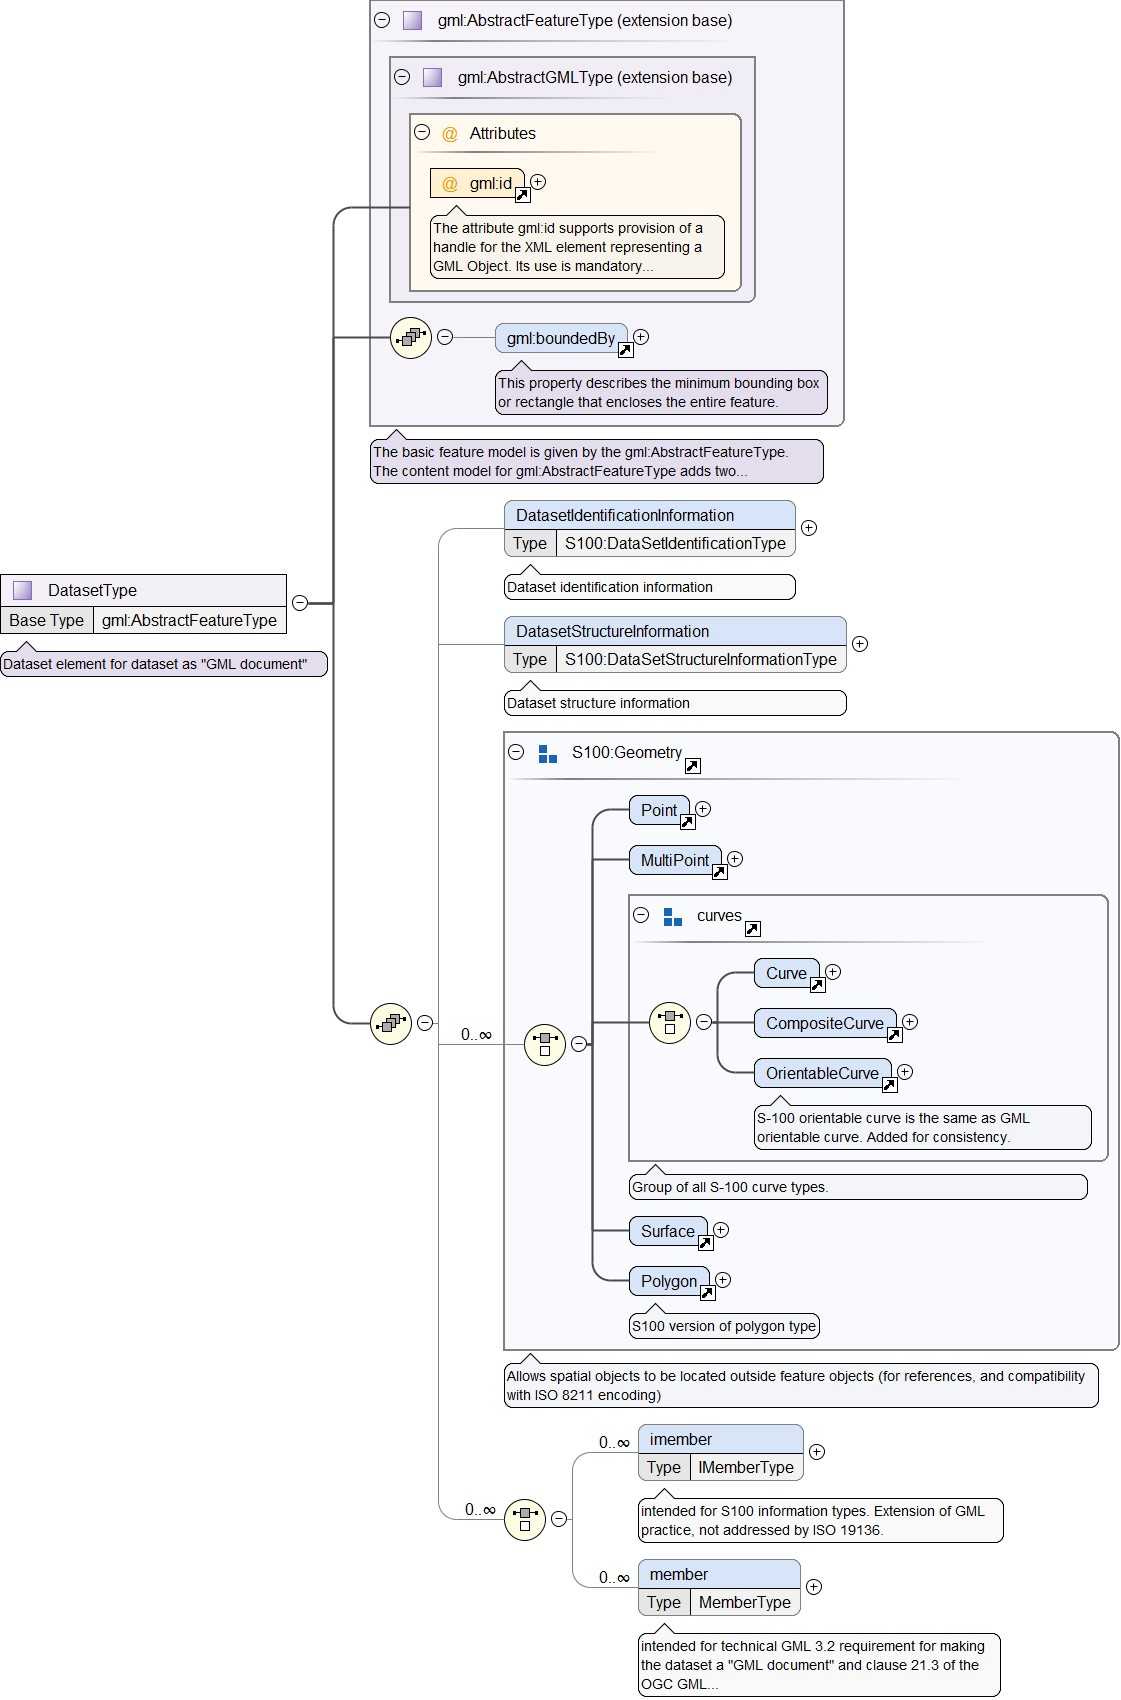 gml:AbstractFeatureType (extension base)
gml:AbstractGMLType (extension base)
@ Attributes
@ gml:id
The attribute gml:id supports provision of a
handle for the XML element representing a
GML Object. Its use is mandatory...
gml:boundedBy
This property describes the minimum bounding box
or rectangle that encloses the entire feature.
The basic feature model is given by the gml:AbstractFeatureType.
The content model for gml:AbstractFeatureType adds two...
DatasetIdentificationInformation
Type S100:DataSetIdentificationType
Dataset identification information
DatasetType
Base Type gml:AbstractFeatureType
Dataset element for dataset as "GML document"
DatasetStructureInformation
Type S100:DataSetStructureInformationType
Dataset structure information
S100:Geometry
Point
MultiPoint
curves
Curve
CompositeCurve
0..∞
OrientableCurve
S-100 orientable curve is the same as GML
orientable curve. Added for consistency.
Group of all S-100 curve types.
Surface
Polygon
S100 version of polygon type
Allows spatial objects to be located outside feature objects (for references, and compatibility
with ISO 8211 encoding)
0..∞
0..∞ imember
Type IMemberType
intended for S100 information types. Extension of GML
practice, not addressed by ISO 19136.
0..∞ member
Type MemberType
intended for technical GML 3.2 requirement for making
the dataset a "GML document" and clause 21.3 of the
OGC GML...